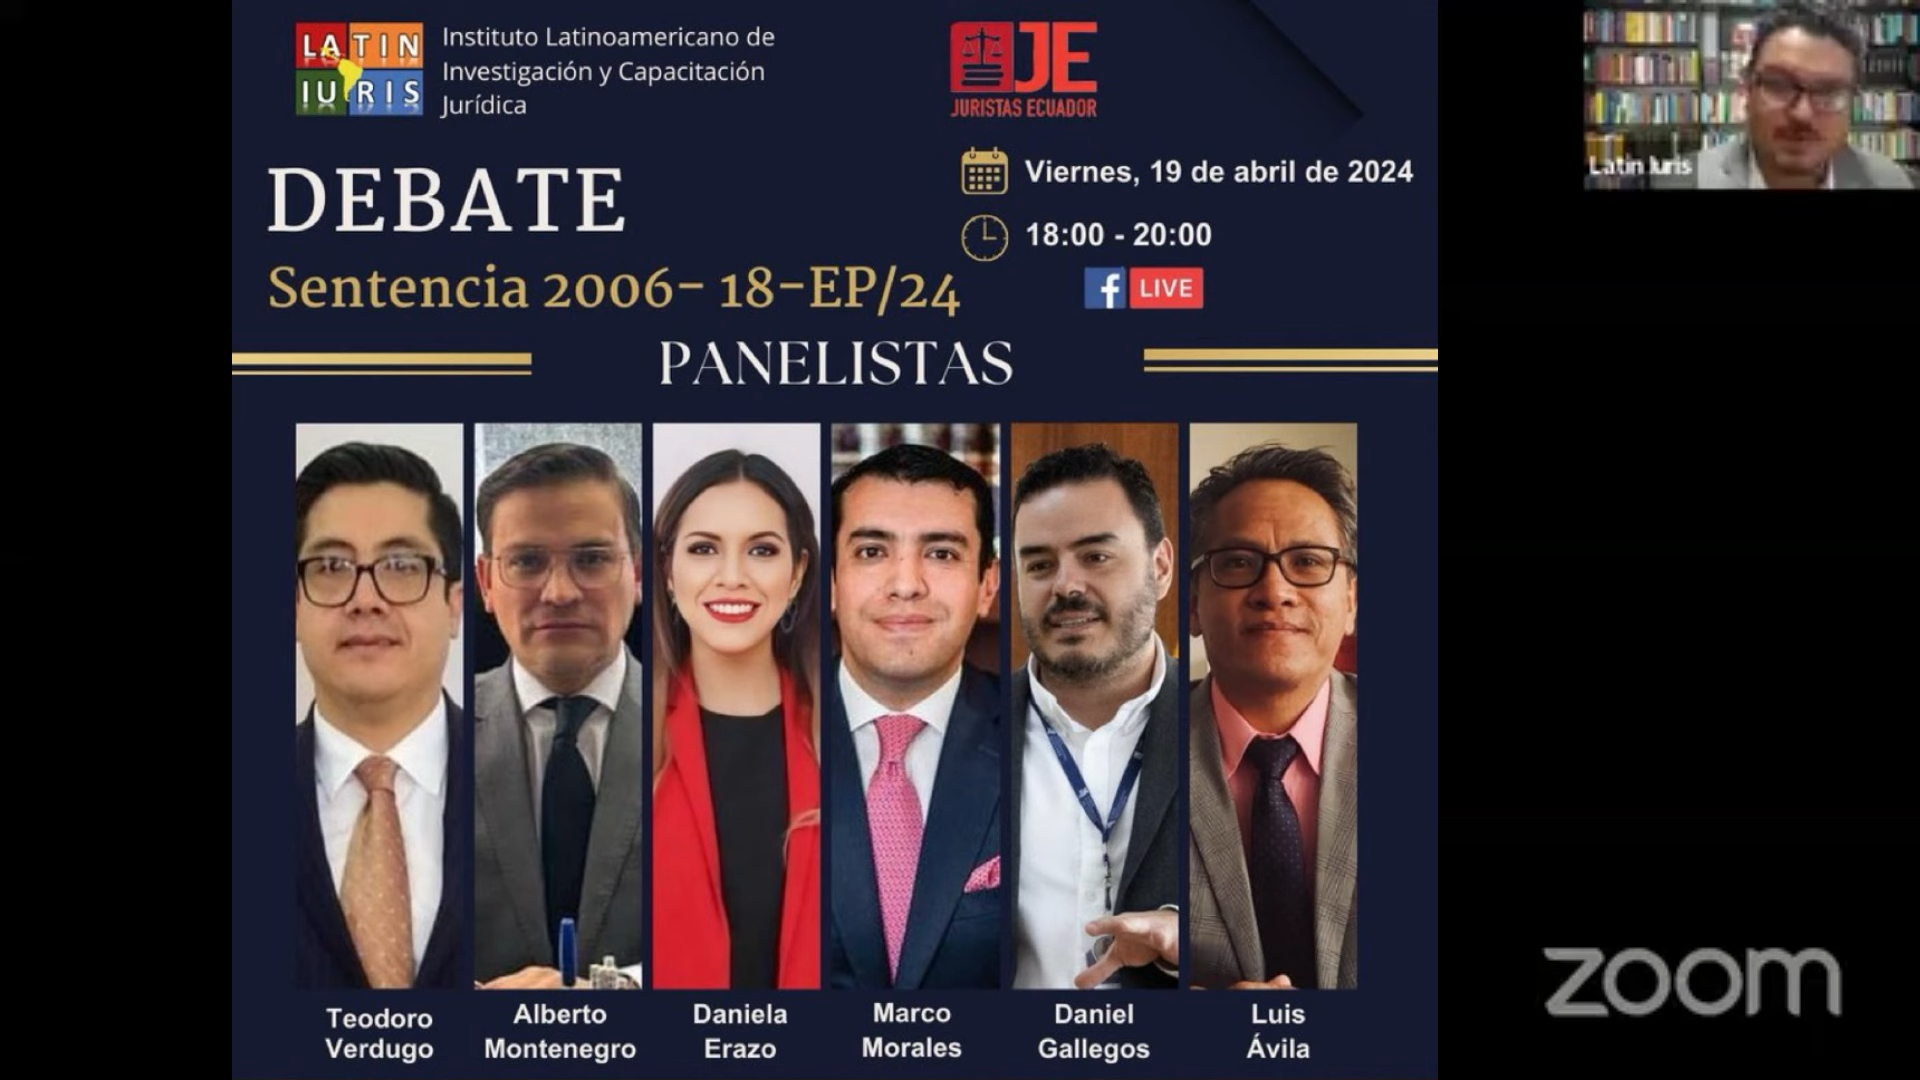 LATIN
IURIS
Instituto Latinoamericano de
Investigación y Capacitación
Jurídica
JE
JURISTAS ECUADOR
Latin Iuris
DEBATE
Viernes, 19 de abril de 2024
18:00 - 20:00
Sentencia 2006- 18-EP/24
f LIVE
PANELISTAS
Teodoro
Verdugo
Alberto
Montenegro
Daniela
Erazo
Marco
Morales
Daniel
Gallegos
Luis
Ávila
zoom